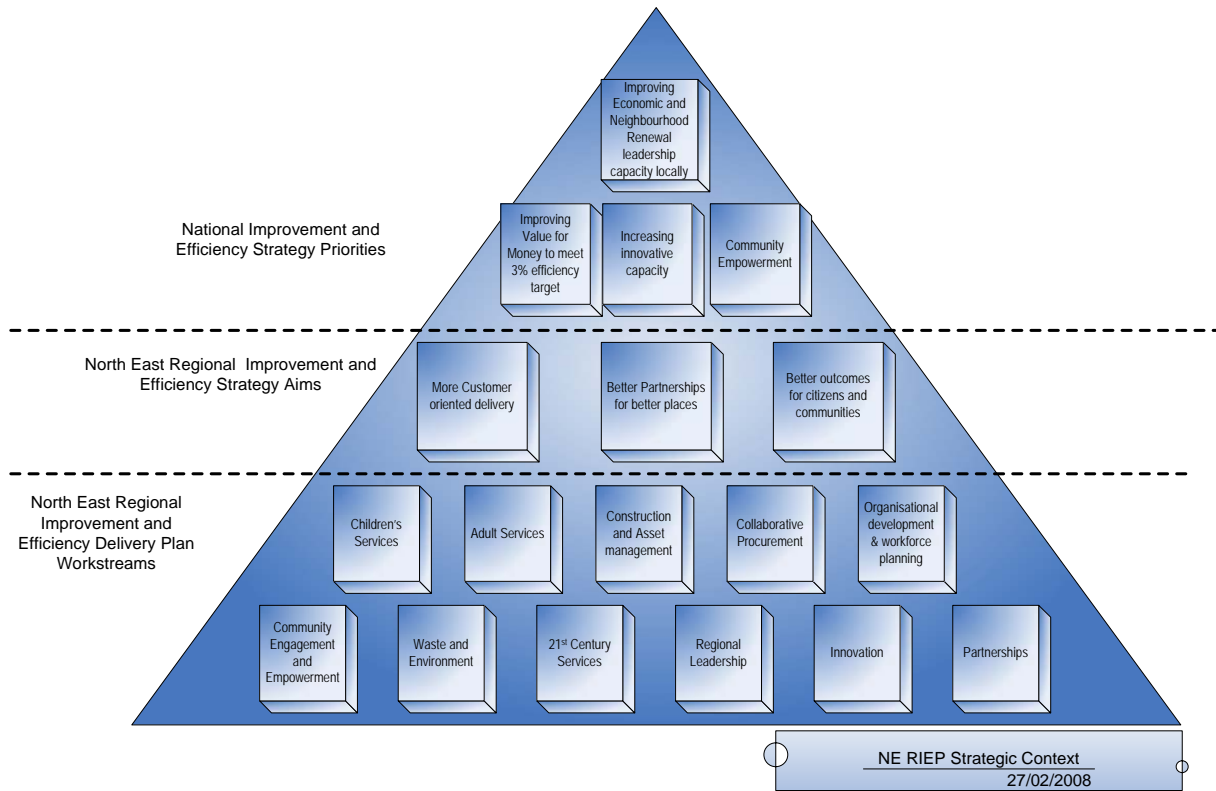 Improving
Economic and
Neighbourhood
Renewal
leadership
capacity locally
National Improvement and
Efficiency Strategy Priorities
Improving
Value for
Money to meet
3% efficiency
target
Increasing
innovative
capacity
Community
Empowerment
North East Regional Improvement and
Efficiency Strategy Aims
More Customer
oriented delivery
Better Partnerships
for better places
Better outcomes
for citizens and
communities
North East Regional
Improvement and
Efficiency Delivery Plan
Workstreams
Children's
Services
Adult Services
Construction
and Asset
management
Collaborative
Procurement
Organisational
development
& workforce
planning
Community
Engagement
and
Empowerment
Waste and
Environment
21st Century
Services
Regional
Leadership
Innovation
Partnerships
NE RIEP Strategic Context
27/02/2008